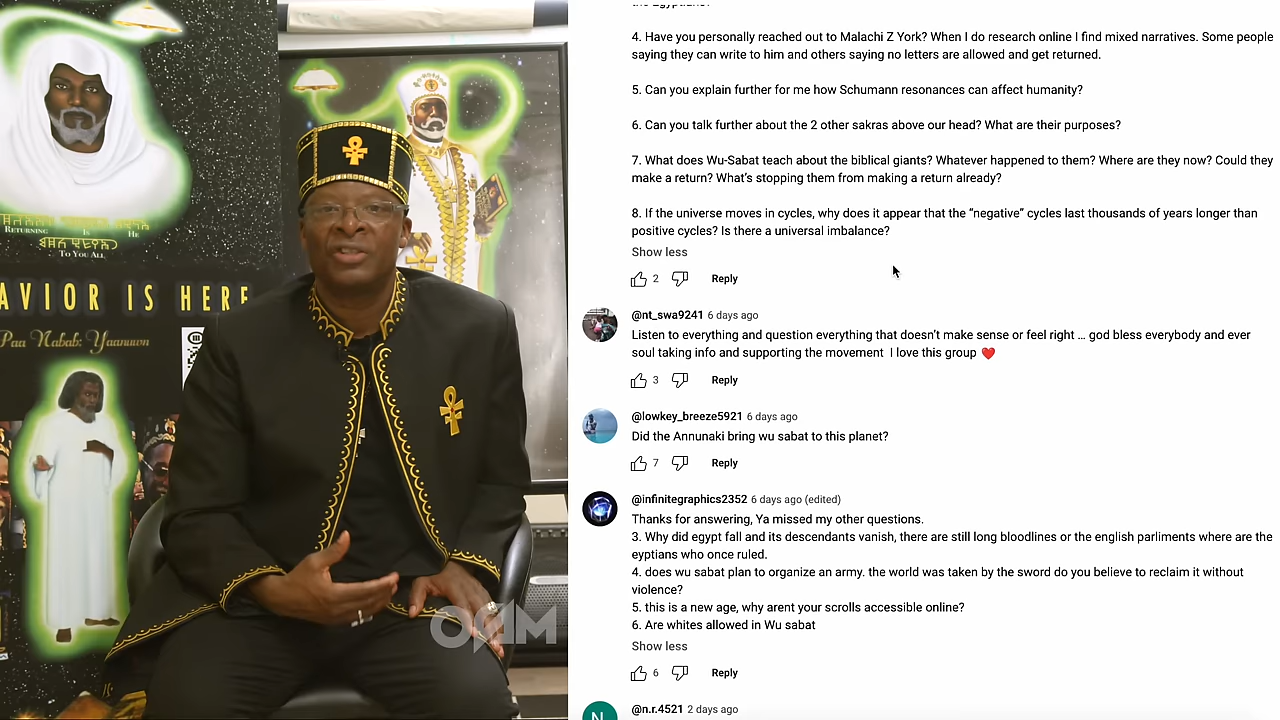 RETURNING IS HE
TO YOU ALL
AVIOR IS HERE
Paa Nabab: Yaanuwn
OAM
4. Have you personally reached out to Malachi Z York? When I do research online I find mixed narratives. Some people
saying they can write to him and others saying no letters are allowed and get returned.
5. Can you explain further for me how Schumann resonances can affect humanity?
6. Can you talk further about the 2 other sakras above our head? What are their purposes?
7. What does Wu-Sabat teach about the biblical giants? Whatever happened to them? Where are they now? Could they
make a return? What's stopping them from making a return already?
8. If the universe moves in cycles, why does it appear that the “negative” cycles last thousands of years longer than
positive cycles? Is there a universal imbalance?
Show less
2 Reply
@nt_swa9241 6 days ago
Listen to everything and question everything that doesn't make sense or feel right ... god bless everybody and ever
soul taking info and supporting the movement I love this group ❤️
3 Reply
@lowkey_breeze5921 6 days ago
Did the Annunaki bring wu sabat to this planet?
7 Reply
@infinitegraphics2352 6 days ago (edited)
Thanks for answering, Ya missed my other questions.
3. Why did egypt fall and its descendants vanish, there are still long bloodlines or the english parliments where are the
eyptians who once ruled.
4. does wu sabat plan to organize an army. the world was taken by the sword do you believe to reclaim it without
violence?
5. this is a new age, why arent your scrolls accessible online?
6. Are whites allowed in Wu sabat
Show less
6 Reply
N
@n.r.4521 2 days ago